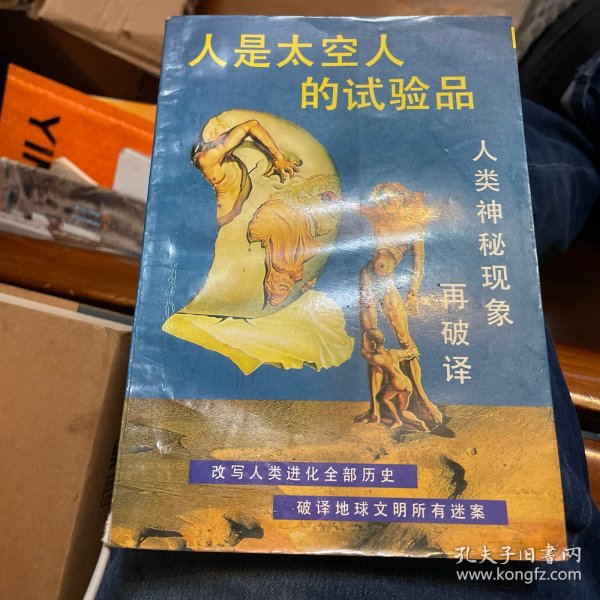 人是太空人
的试验品
人类神秘现象
再破译
改写人类进化全部历史
破译地球文明所有迷案
YI
孔夫子旧書网
www.kongfz.com